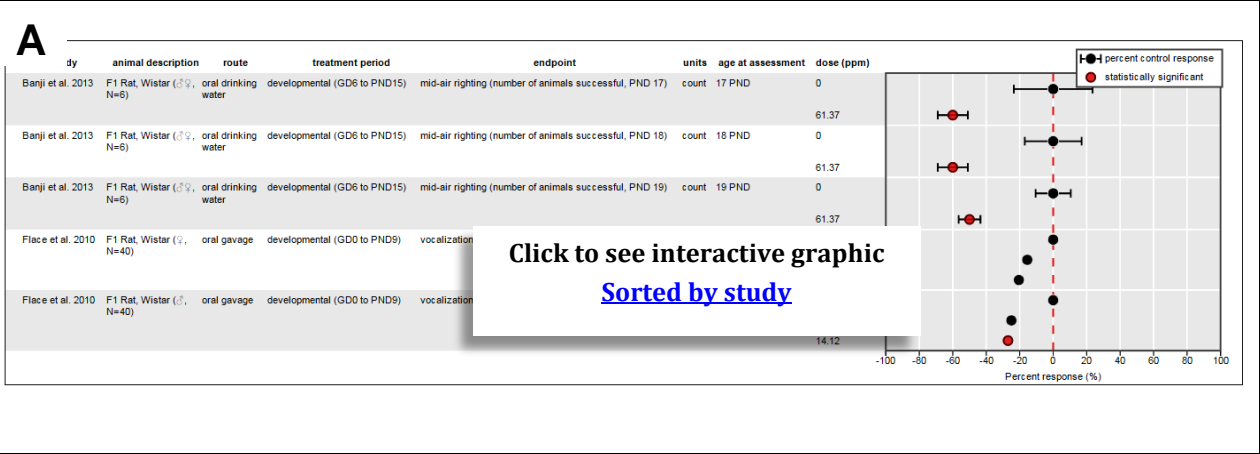 A
dy animal description route treatment period endpoint units age at assessment dose (ppm)
percent control response
statistically significant
Banji et al. 2013 F1 Rat, Wistar (♂♀, oral drinking developmental (GD6 to PND15) mid-air righting (number of animals successful, PND 17) count 17 PND 0
N=6) water
61.37
Banji et al. 2013 F1 Rat, Wistar (♂♀, oral drinking developmental (GD6 to PND15) mid-air righting (number of animals successful, PND 18) count 18 PND 0
N=6) water
61.37
Banji et al. 2013 F1 Rat, Wistar (♂♀, oral drinking developmental (GD6 to PND15) mid-air righting (number of animals successful, PND 19) count 19 PND 0
N=6) water
61.37
Flace et al. 2010 F1 Rat, Wistar (♀, oral gavage developmental (GD0 to PND9) vocalization
N=40)
Click to see interactive graphic
Sorted by study
Flace et al. 2010 F1 Rat, Wistar (♂, oral gavage developmental (GD0 to PND9) vocalization
N=40)
14.12
-100 -80 -60 -40 -20 0 20 40 60 80 100
Percent response (%)